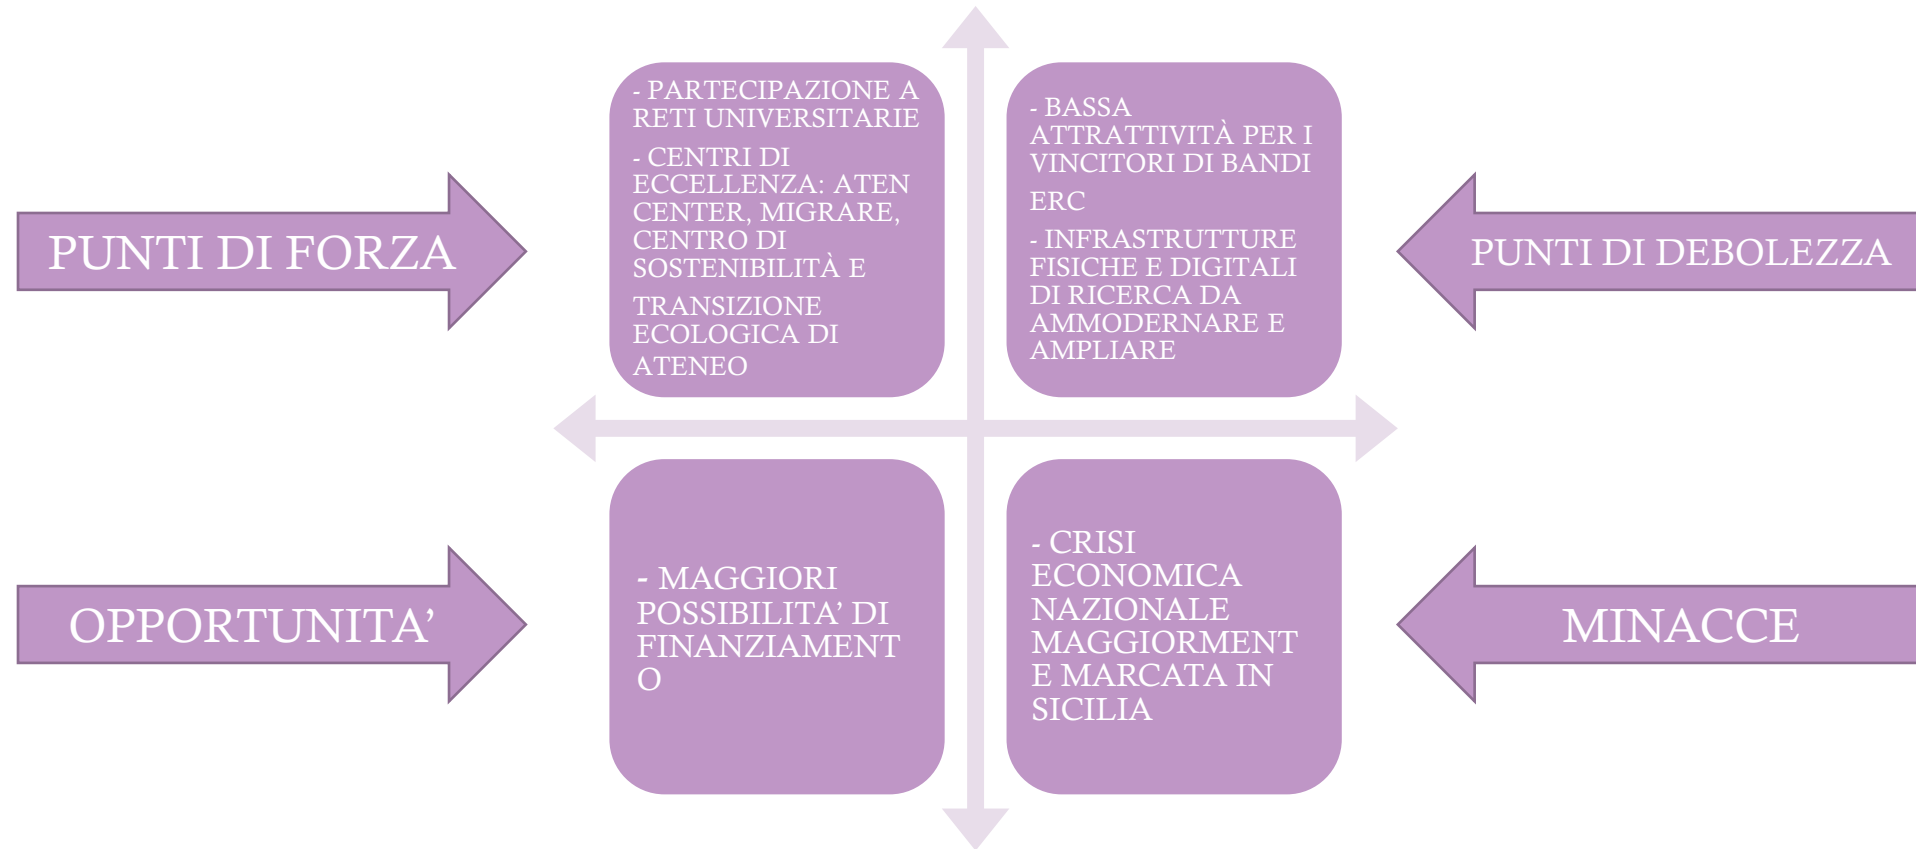 PUNTI DI FORZA
- PARTECIPAZIONE A
RETI UNIVERSITARIE
- CENTRI DI
ECCELLENZA: ATEN
CENTER, MIGRARE,
CENTRO DI
SOSTENIBILITÀ E
TRANSIZIONE
ECOLOGICA DI
ATENEO
- BASSA
ATTRATTIVITÀ PER I
VINCITORI DI BANDI
ERC
- INFRASTRUTTURE
FISICHE E DIGITALI
DI RICERCA DA
AMMODERNARE E
AMPLIARE
PUNTI DI DEBOLEZZA
OPPORTUNITA’
- MAGGIORI
POSSIBILITA’ DI
FINANZIAMENT
O
- CRISI
ECONOMICA
NAZIONALE
MAGGIORMENT
E MARCATA IN
SICILIA
MINACCE